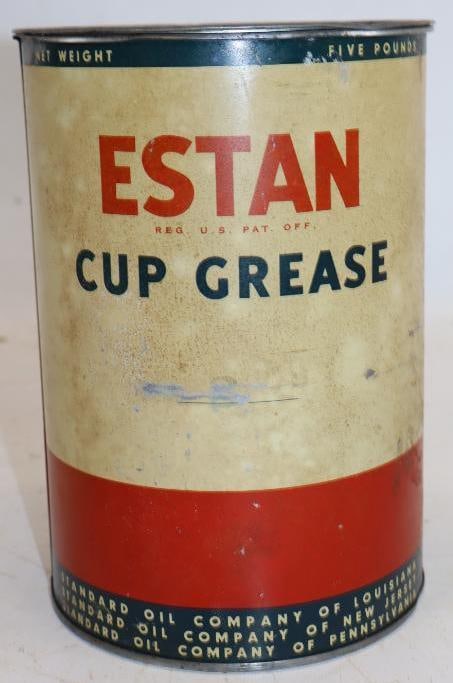 NET WEIGHT FIVE POUNDS
ESTAN
REG. U.S. PAT. OFF.
CUP GREASE
STANDARD OIL COMPANY OF LOUISIANA
STANDARD OIL COMPANY OF NEW JERSEY
STANDARD OIL COMPANY OF PENNSYLVANIA